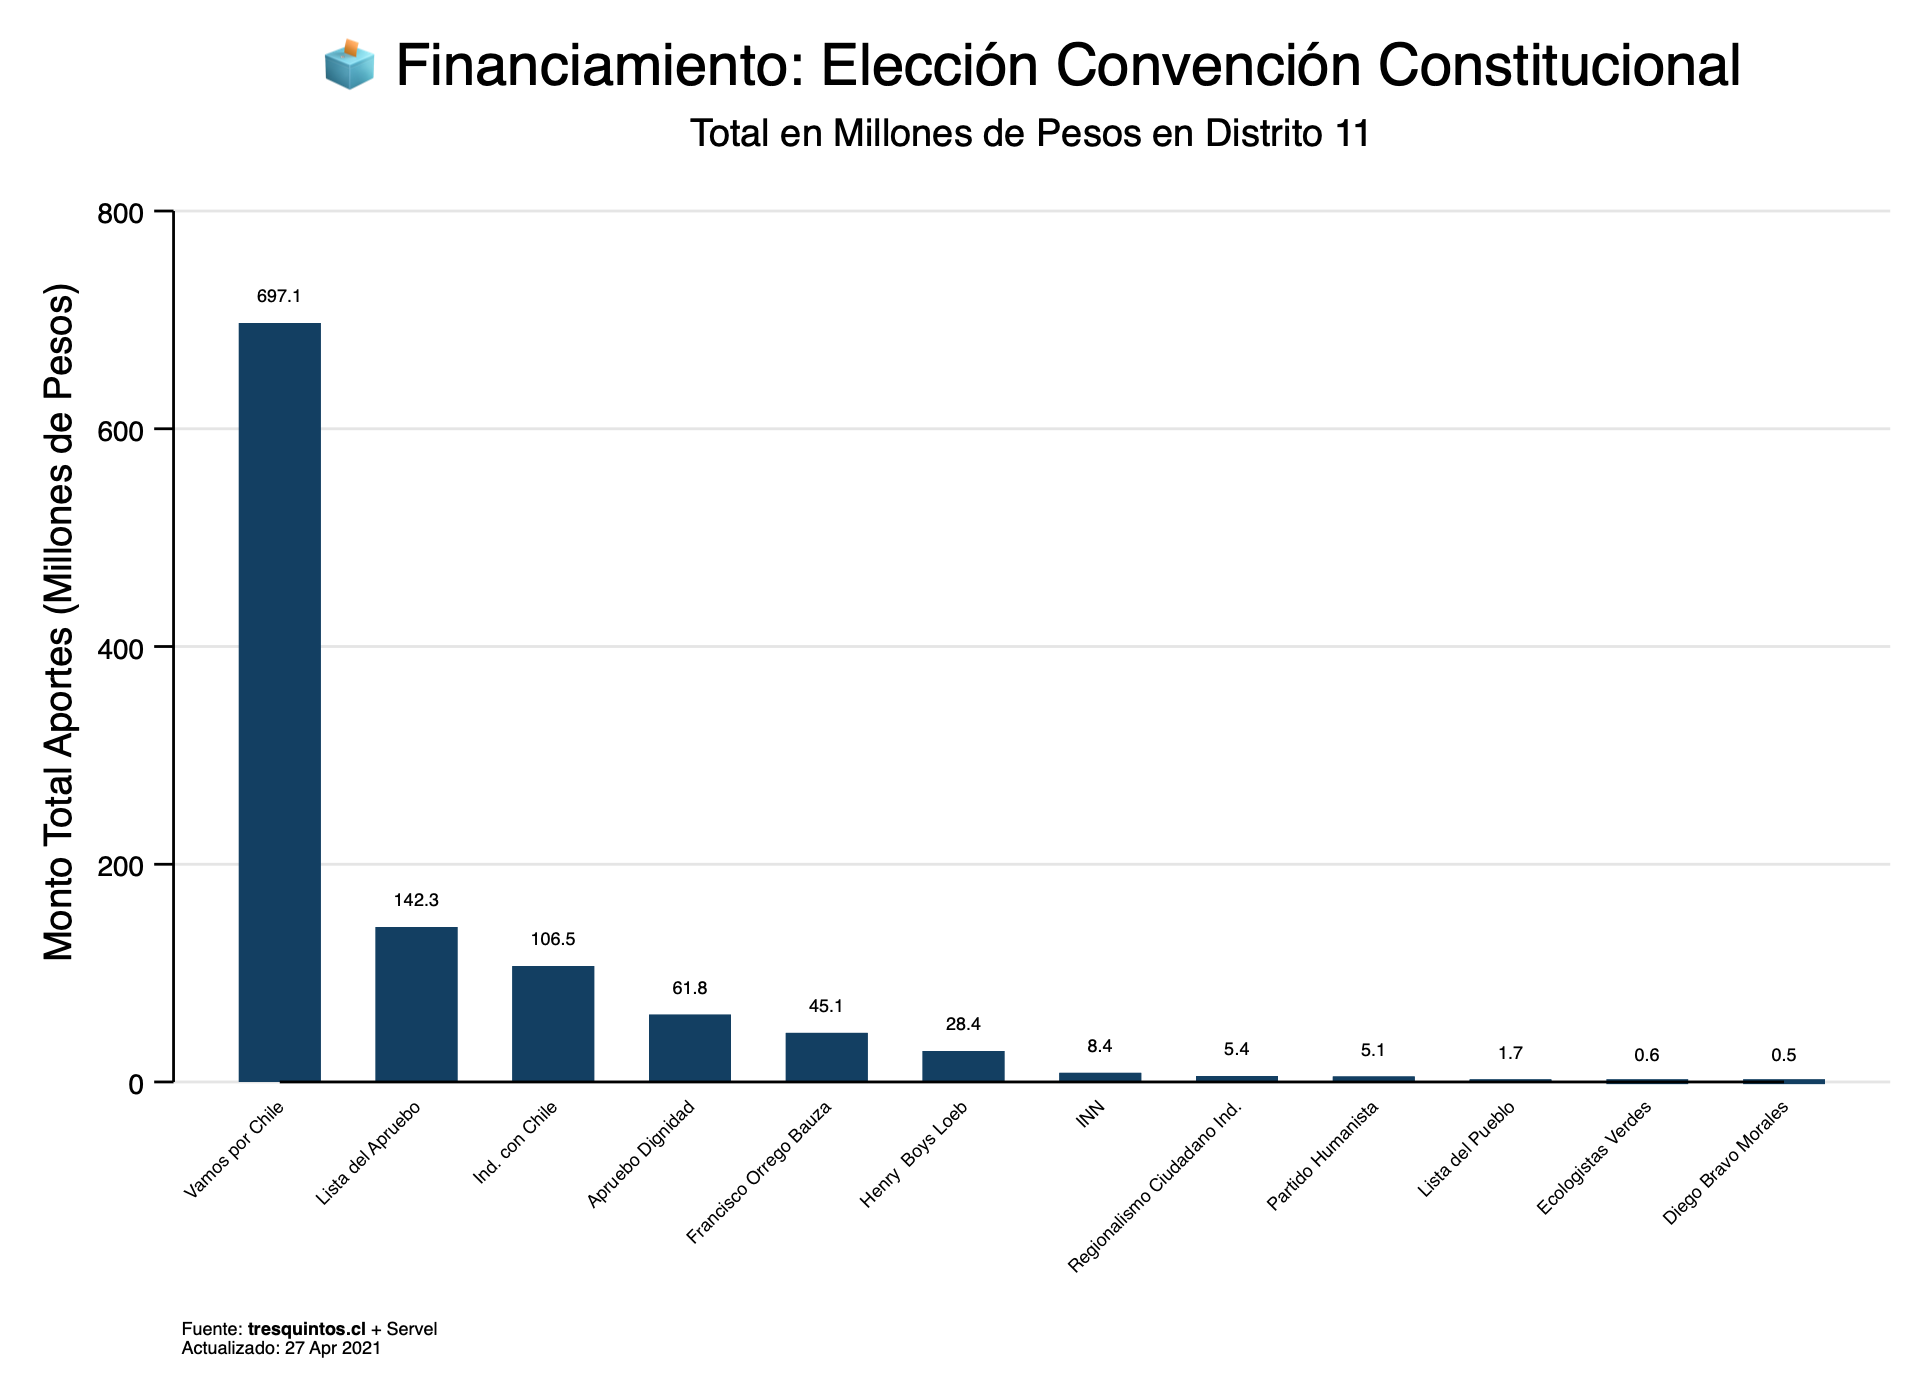 Financiamiento: Elección Convención Constitucional
Total en Millones de Pesos en Distrito 11
Monto Total Aportes (Millones de Pesos)
800
600
400
200
0
697.1
142.3
106.5
61.8
45.1
28.4
8.4
5.4
5.1
1.7
0.6
0.5
Vamos por Chile
Lista del Apruebo
Ind. con Chile
Apruebo Dignidad
Francisco Orrego Bauza
Henry  Boys Loeb
INN
Regionalismo Ciudadano Ind.
Partido Humanista
Lista del Pueblo
Ecologistas Verdes
Diego Bravo Morales
Fuente: tresquintos.cl + Servel
Actualizado: 27 Apr 2021